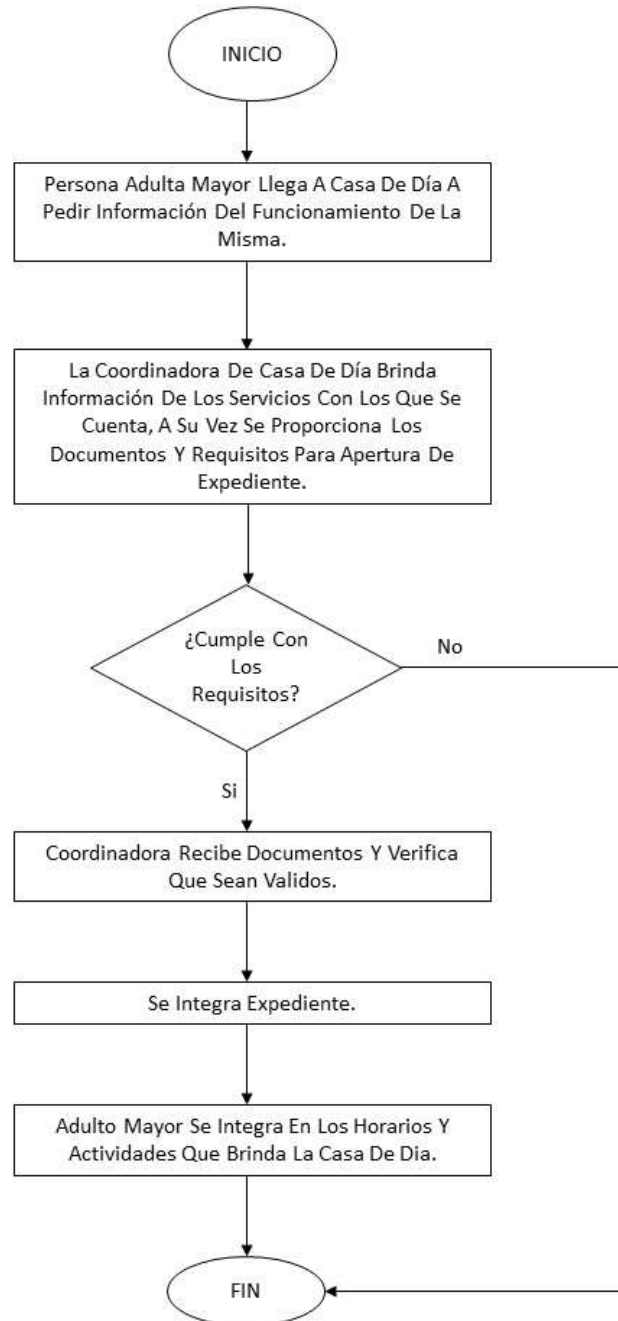 INICIO
Persona Adulta Mayor Llega A Casa De Día A
Pedir Información Del Funcionamiento De La
Misma.
La Coordinadora De Casa De Día Brinda
Información De Los Servicios Con Los Que Se
Cuenta, A Su Vez Se Proporciona Los
Documentos Y Requisitos Para Apertura De
Expediente.
¿Cumple Con
Los
Requisitos?
No
Si
Coordinadora Recibe Documentos Y Verifica
Que Sean Validos.
Se Integra Expediente.
Adulto Mayor Se Integra En Los Horarios Y
Actividades Que Brinda La Casa De Dia.
FIN